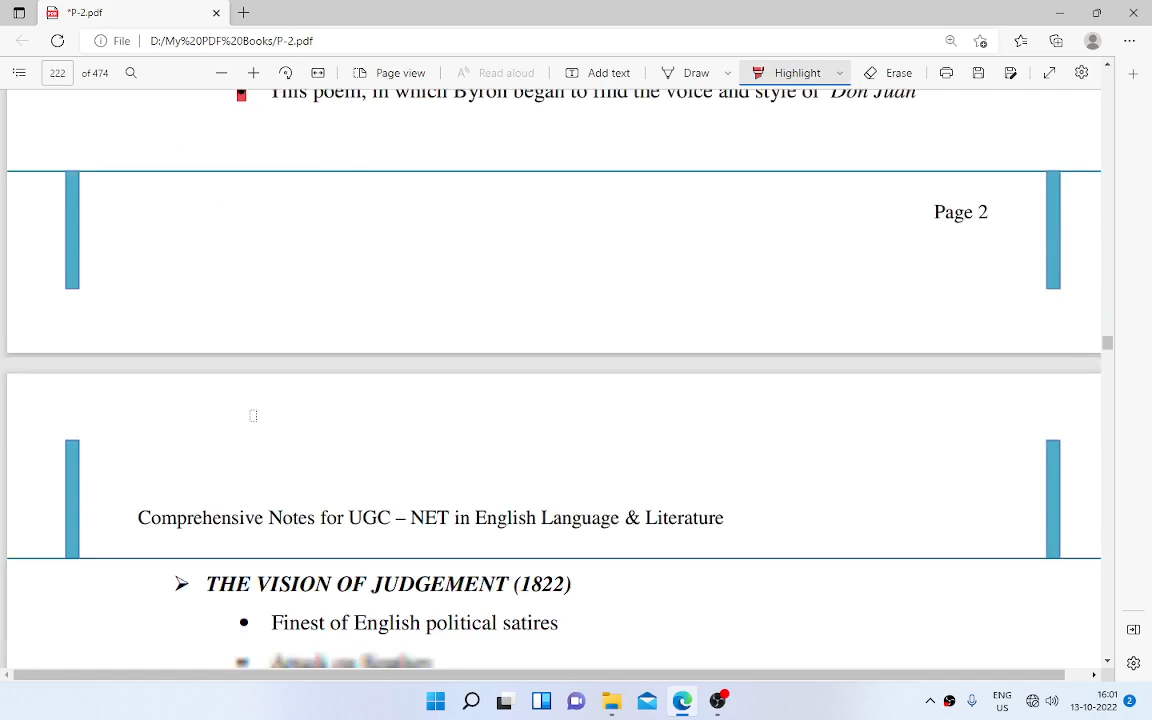 *P-2.pdf
File D:/My%20PDF%20Books/P-2.pdf
222 of 474 Page view Read aloud Add text Draw Highlight Erase
This poem, in which Byron began to find the voice and style of Don Juan
Page 2
Comprehensive Notes for UGC – NET in English Language & Literature
THE VISION OF JUDGEMENT (1822)
Finest of English political satires
ENG
US
16:01
13-10-2022
2